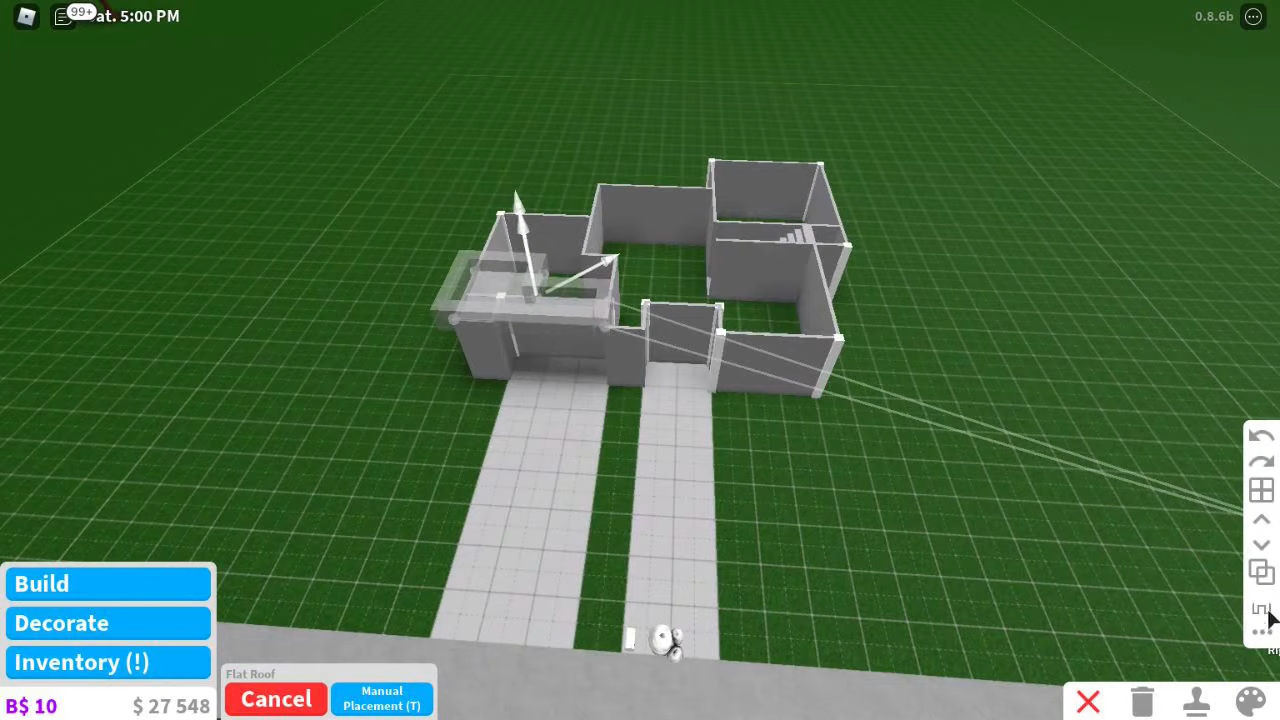 99+
at. 5:00 PM
0.8.6b
Build
Decorate
Inventory (!)
B$ 10
$ 27 548
Flat Roof
Cancel
Manual
Placement (T)